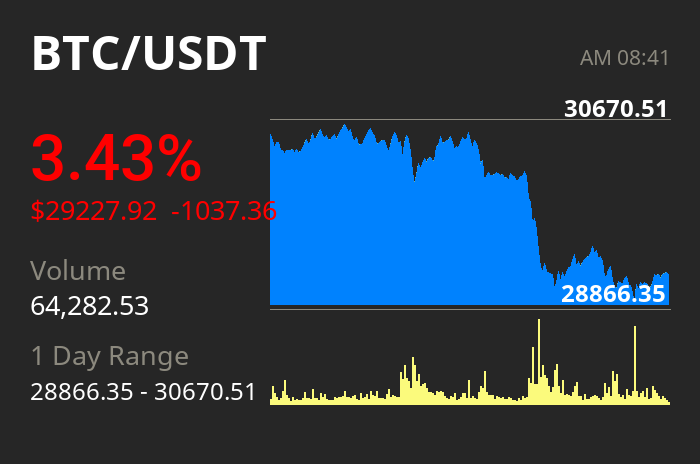 BTC/USDT
AM 08:41
30670.51
3.43%
$29227.92 -1037.36
Volume
64,282.53
28866.35
1 Day Range
28866.35 - 30670.51